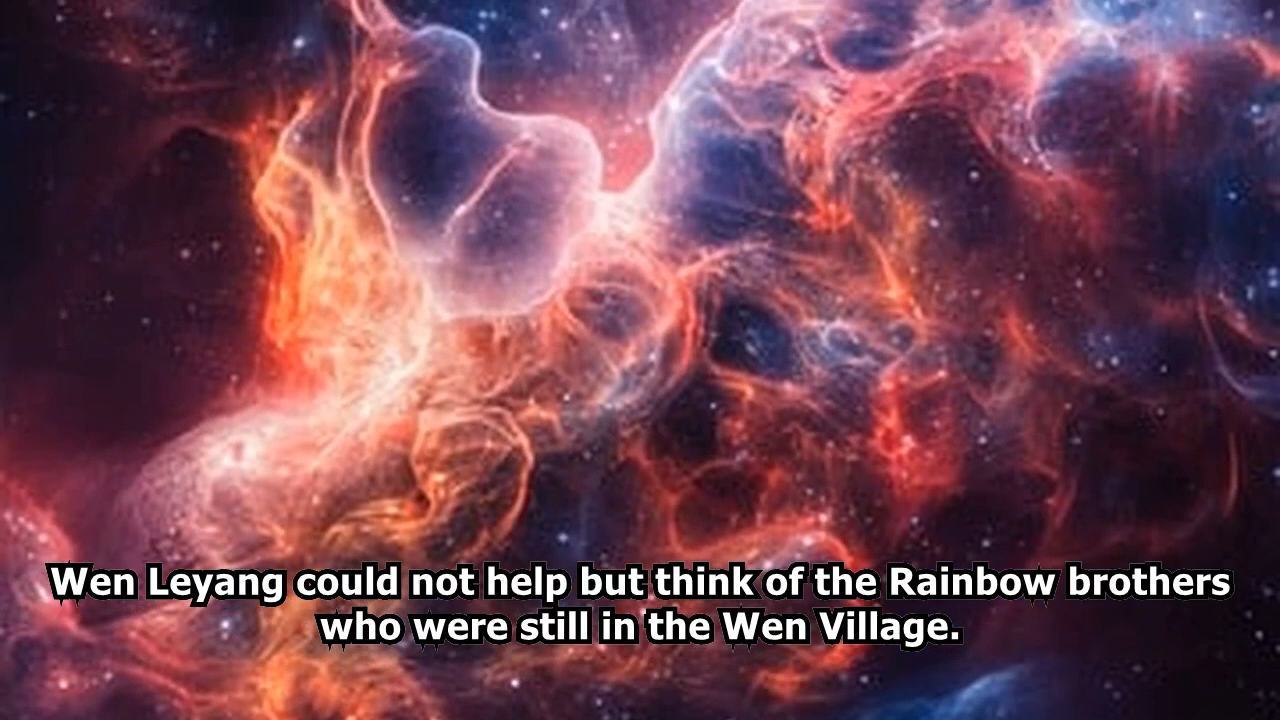 Wen Leyang could not help but think of the Rainbow brothers
who were still in the Wen Village.